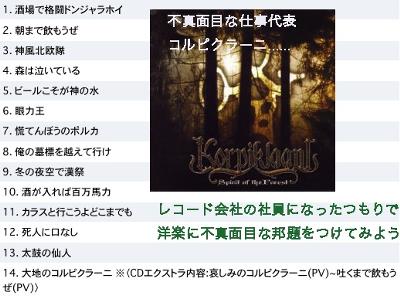 1. 酒場で格闘ドンジャラホイ
2. 朝まで飲もうぜ
3. 神風北欧隊
4. 森は泣いている
5. ビールこそが神の水
6. 眼力王
7. 慌てんぼうのポルカ
8. 俺の墓標を越えて行け
9. 冬の夜空で漢祭
10. 酒が入れば百万馬力
11. カラスと行こうよどこまでも
12. 死人に口なし
13. 太鼓の仙人
14. 大地のコルピクラーニ ※（CDエクストラ内容:哀しみのコルピクラーニ(PV)~吐くまで飲もう
ぜ(PV)）
不真面目な仕事代表
コルピクラーニ......
Korpiklaani
Spirit of the Forest
レコード会社の社員になったつもりで
洋楽に不真面目な邦題をつけてみよう